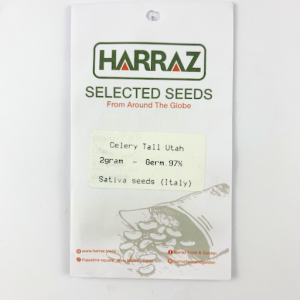 HARRAZ
SELECTED SEEDS
From Around The Globe
Celery Tall Utah
2gram - Germ 97%
Sativa seeds (Italy)